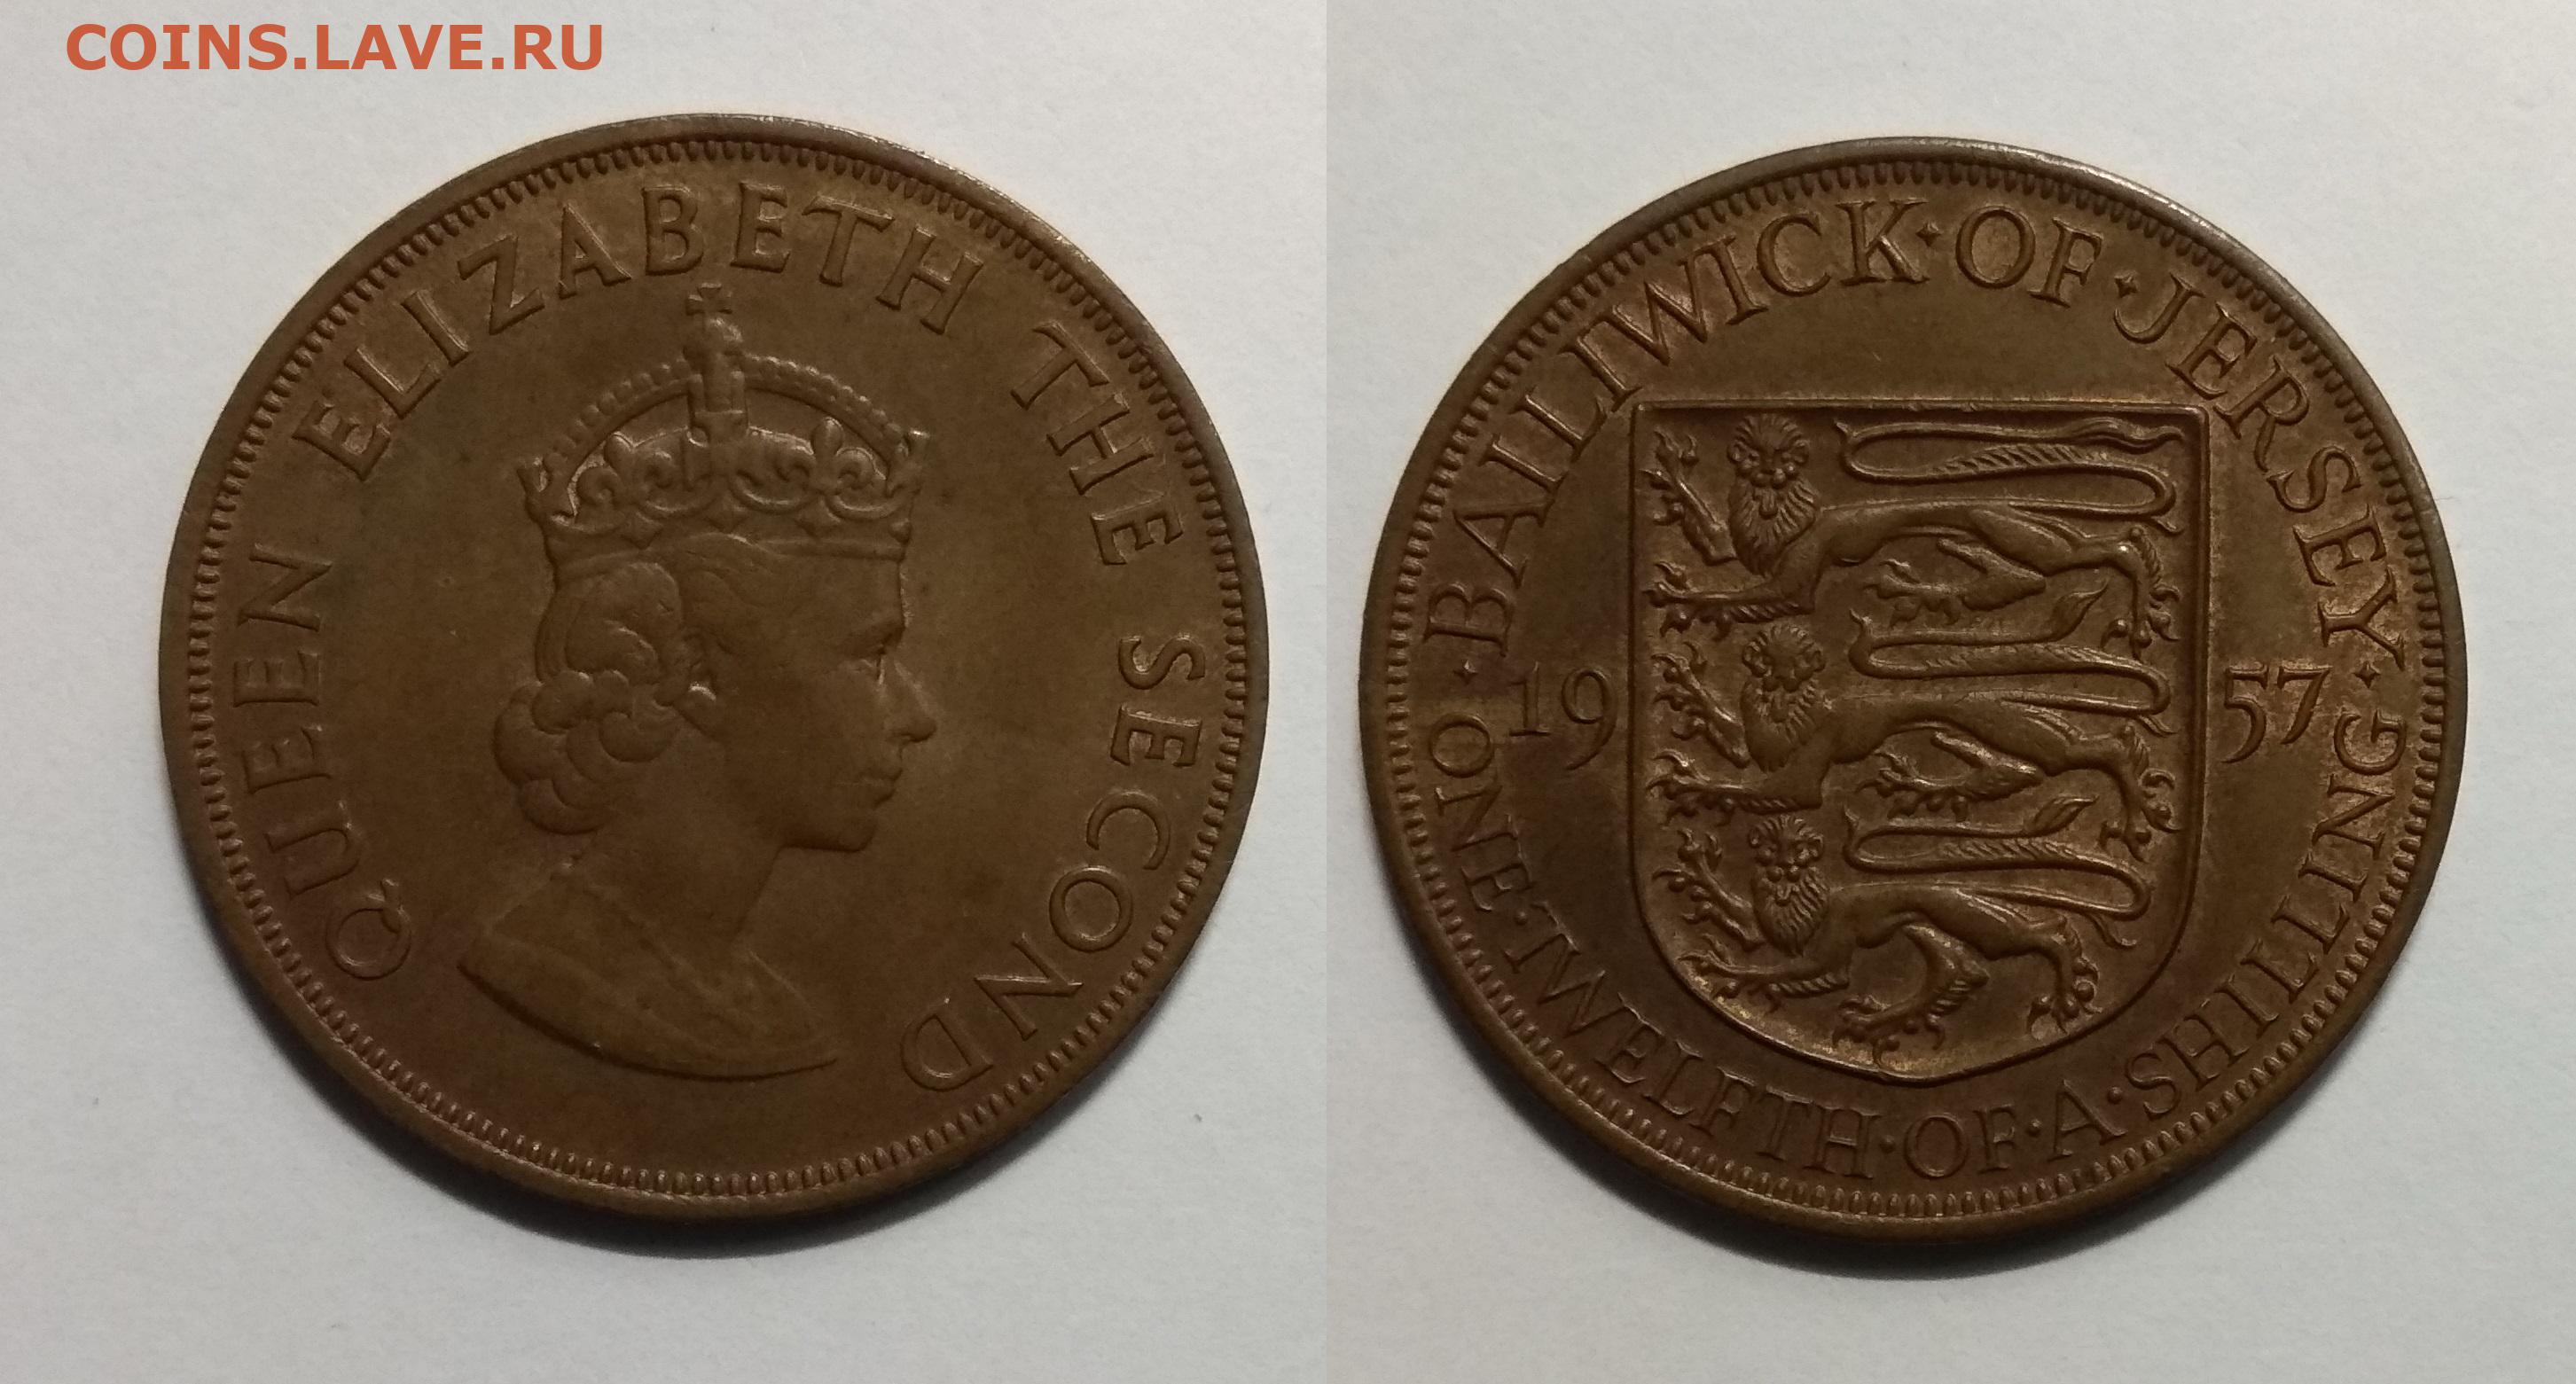 COINS.LAVE.RU
QUEEN ELIZABETH THE SECOND
·BAILIWICK·OF·JERSEY·
19 57
ONE·TWELFTH·OF·A·SHILLING